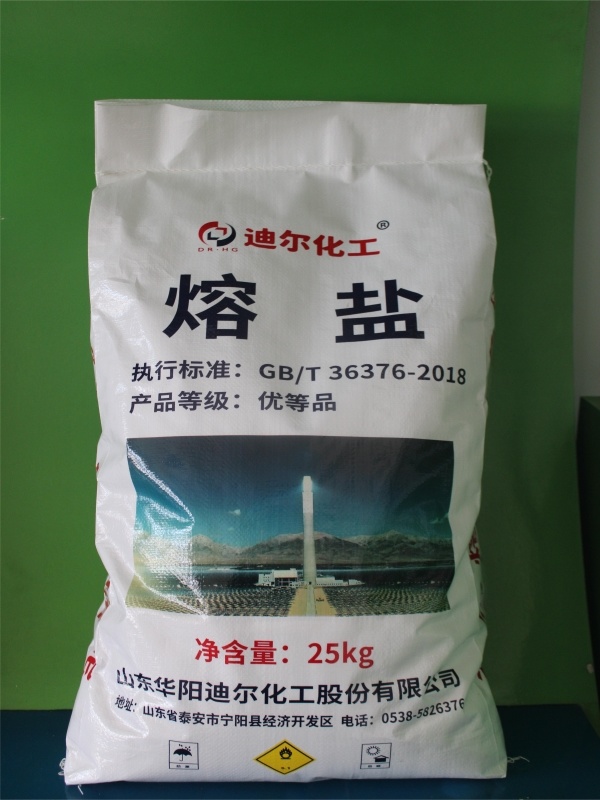 迪尔化工®
DR-HG
熔 盐
执行标准：GB/T 36376-2018
产品等级：优等品
净含量：25kg
山东华阳迪尔化工股份有限公司
地址：山东省泰安市宁阳县经济开发区 电话：0538-5826376